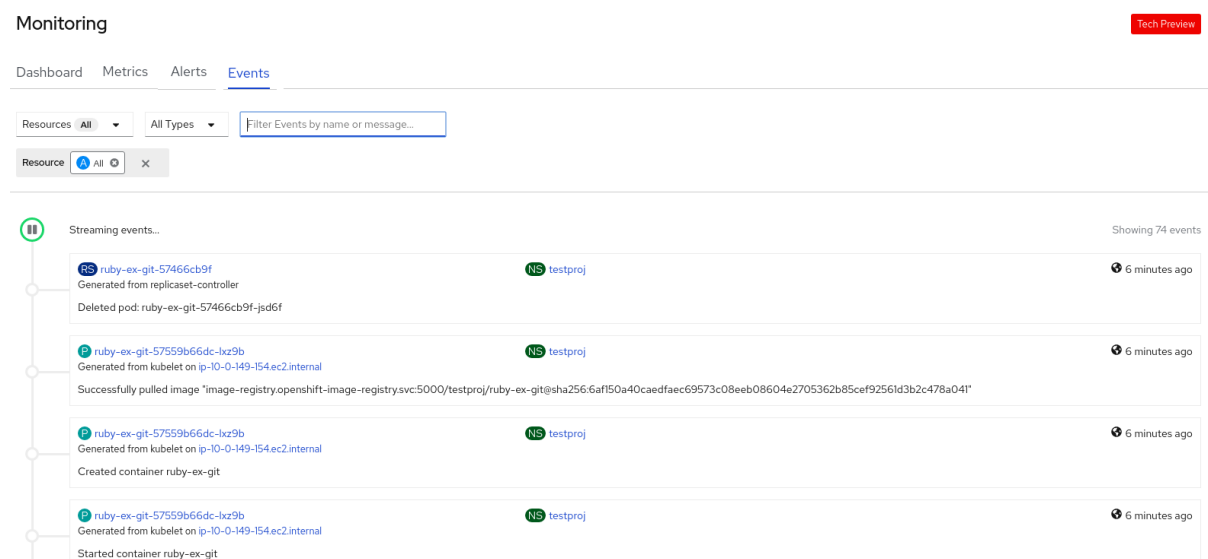 Monitoring
Tech Preview
Dashboard Metrics Alerts Events
Resources All All Types Filter Events by name or message...
Resource A All
Streaming events... Showing 74 events
RS ruby-ex-git-57466cb9f NS testproj 6 minutes ago
Generated from replicaset-controller
Deleted pod: ruby-ex-git-57466cb9f-jsd6f
P ruby-ex-git-57559b66dc-lxz9b NS testproj 6 minutes ago
Generated from kubelet on ip-10-0-149-154.ec2.internal
Successfully pulled image "image-registry.openshift-image-registry.svc:5000/testproj/ruby-ex-git@sha256:6af150a40caedfaec69573c08eeb08604e2705362b85cef92561d3b2c478a041"
P ruby-ex-git-57559b66dc-lxz9b NS testproj 6 minutes ago
Generated from kubelet on ip-10-0-149-154.ec2.internal
Created container ruby-ex-git
P ruby-ex-git-57559b66dc-lxz9b NS testproj 6 minutes ago
Generated from kubelet on ip-10-0-149-154.ec2.internal
Started container ruby-ex-git